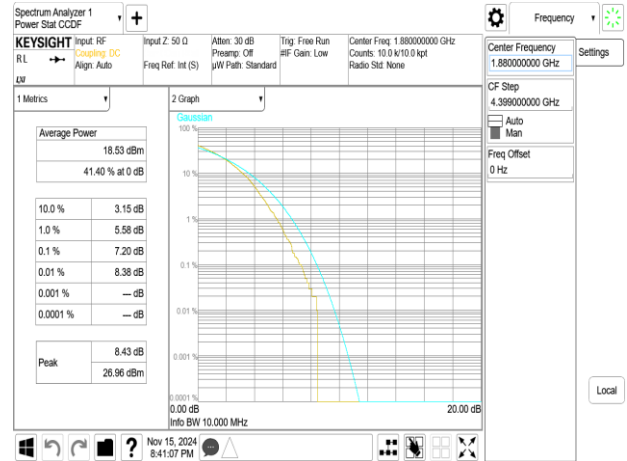 Spectrum Analyzer 1
Power Stat CCDF
+
Frequency
KEYSIGHT
RL
Input: RF
Coupling: DC
Align: Auto
Input Z: 50 Ω
Freq Ref: Int (S)
Atten: 30 dB
Preamp: Off
µW Path: Standard
Trig: Free Run
#IF Gain: Low
Center Freq: 1.880000000 GHz
Counts: 10.0 k/10.0 kpt
Radio Std: None
Center Frequency
1.880000000 GHz
Settings
CF Step
4.399000000 GHz
Auto
Man
Freq Offset
0 Hz
Local
1 Metrics
Average Power
18.53 dBm
41.40 % at 0 dB
10.0 % 3.15 dB
1.0 % 5.58 dB
0.1 % 7.20 dB
0.01 % 8.38 dB
0.001 % — dB
0.0001 % — dB
Peak 8.43 dB
26.96 dBm
2 Graph
Gaussian
100 %
10 %
1 %
0.1 %
0.01 %
0.001 %
0.0001 %
0.00 dB 20.00 dB
Info BW 10.000 MHz
?
Nov 15, 2024
8:41:07 PM